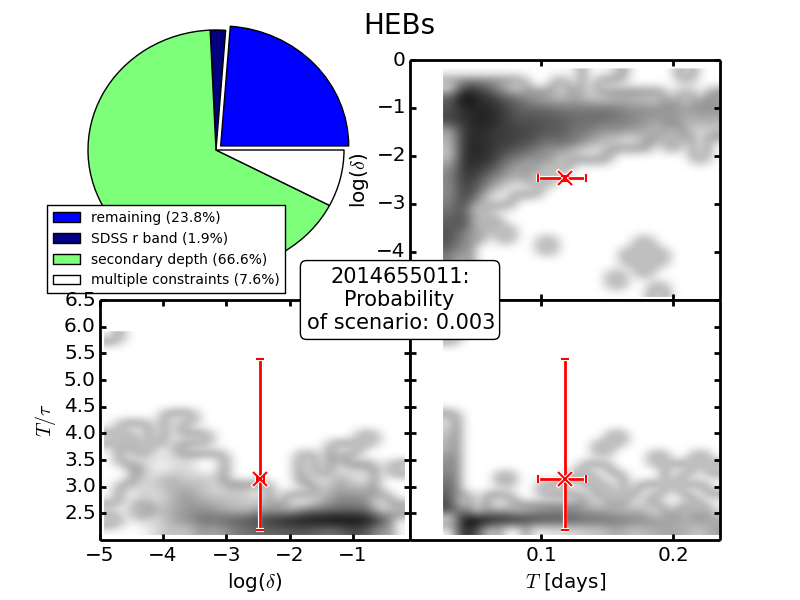 HEBs
remaining (23.8%)
SDSS r band (1.9%)
secondary depth (66.6%)
multiple constraints (7.6%)
0
−1
−2
−3
−4
log(δ)
2014655011:
Probability
of scenario: 0.003
6.5
6.0
5.5
5.0
4.5
4.0
3.5
3.0
2.5
T/τ
−5 −4 −3 −2 −1
0.1 0.2
log(δ)
T [days]